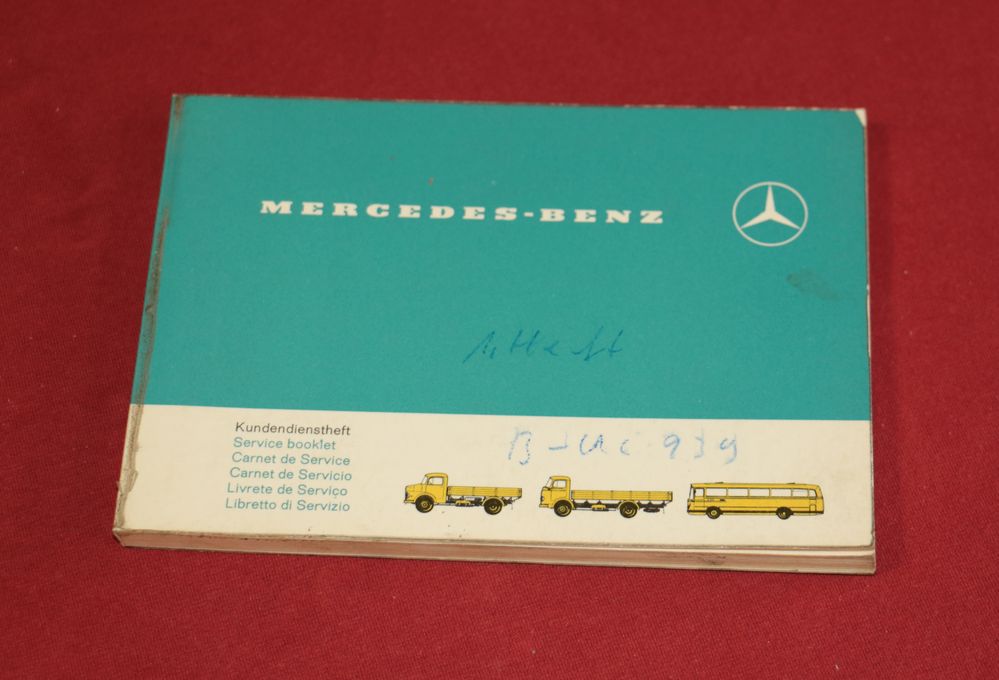 MERCEDES-BENZ
Kundendienstheft
Service booklet
Carnet de Service
Carnet de Servicio
Livrete de Serviço
Libretto di Servizio